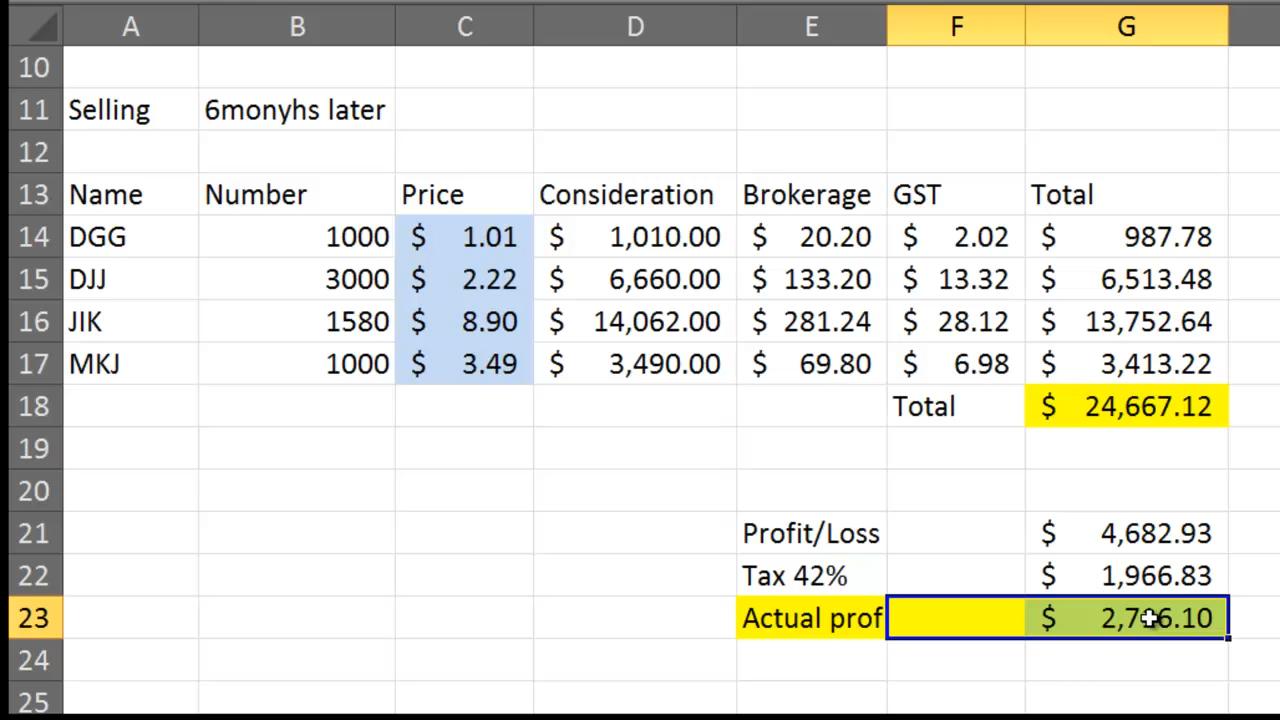 A B C D E F G
10
11 Selling 6monyhs later
12
13 Name Number Price Consideration Brokerage GST Total
14 DGG 1000 $ 1.01 $ 1,010.00 $ 20.20 $ 2.02 $ 987.78
15 DJJ 3000 $ 2.22 $ 6,660.00 $ 133.20 $ 13.32 $ 6,513.48
16 JIK 1580 $ 8.90 $ 14,062.00 $ 281.24 $ 28.12 $ 13,752.64
17 MKJ 1000 $ 3.49 $ 3,490.00 $ 69.80 $ 6.98 $ 3,413.22
18 Total $ 24,667.12
19
20
21 Profit/Loss $ 4,682.93
22 Tax 42% $ 1,966.83
23 Actual prof $
24
25